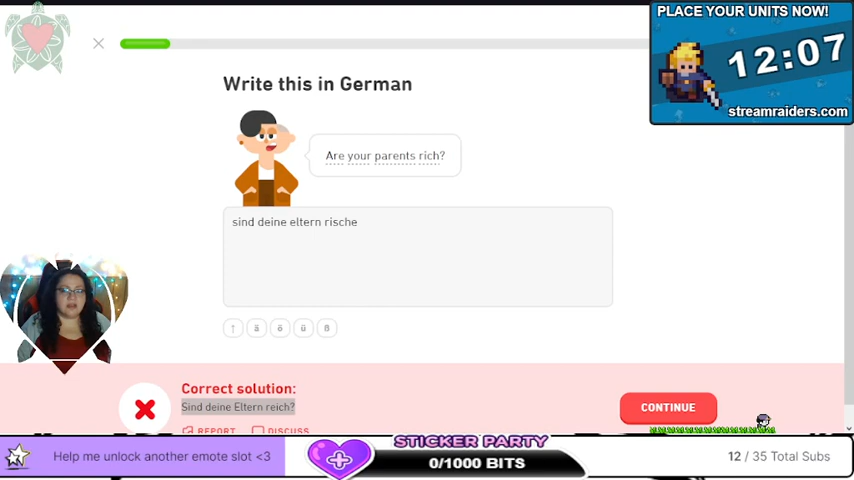 PLACE YOUR UNITS NOW!
12:07
streamraiders.com
Write this in German
Are your parents rich?
sind deine eltern rische
↑ ä ö ü ß
Correct solution:
Sind deine Eltern reich?
REPORT DISCUSS
CONTINUE
Help me unlock another emote slot <3
STICKER PARTY
0/1000 BITS
12 / 35 Total Subs